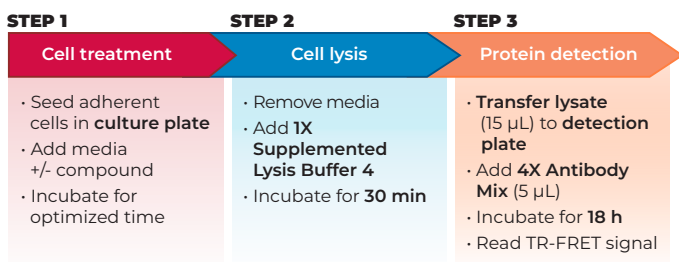 STEP 1
Cell treatment
· Seed adherent
cells in culture plate
· Add media
+/- compound
· Incubate for
optimized time
STEP 2
Cell lysis
· Remove media
· Add 1X
Supplemented
Lysis Buffer 4
· Incubate for 30 min
STEP 3
Protein detection
· Transfer lysate
(15 µL) to detection
plate
· Add 4X Antibody
Mix (5 µL)
· Incubate for 18 h
· Read TR-FRET signal